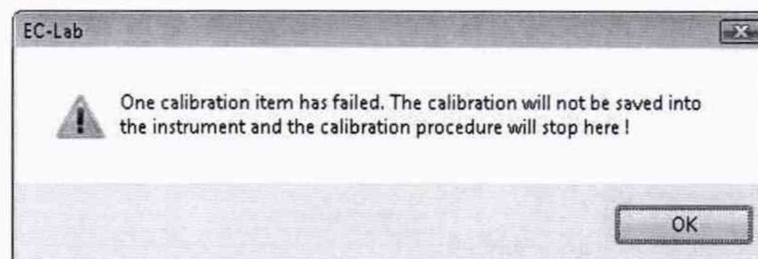 EC-Lab
One calibration item has failed. The calibration will not be saved into
the instrument and the calibration procedure will stop here !
OK